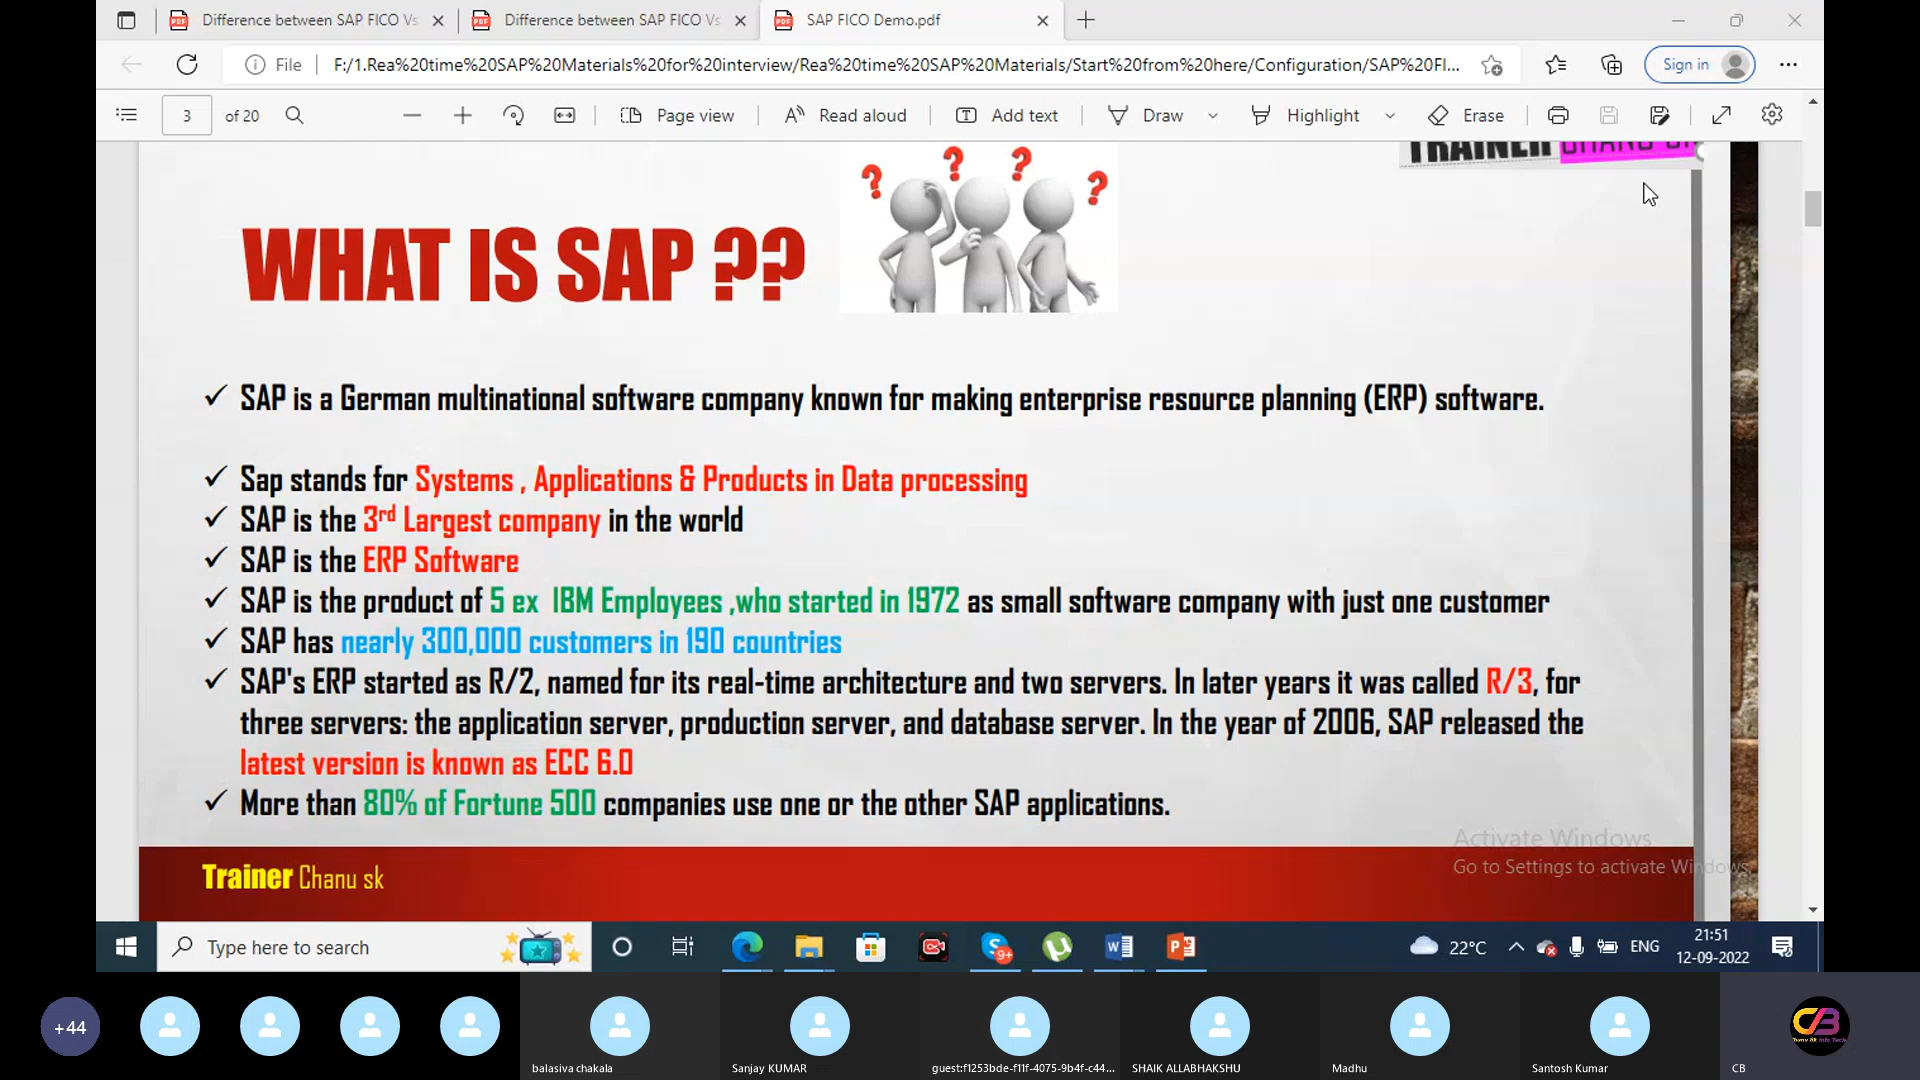 Difference between SAP FICO Vs
Difference between SAP FICO Vs
SAP FICO Demo.pdf
File
F:/1.Rea%20time%20SAP%20Materials%20for%20interview/Rea%20time%20SAP%20Materials/Start%20from%20here/Configuration/SAP%20FI...
Sign in
3 of 20
Page view
Read aloud
Add text
Draw
Highlight
Erase
TRAINER
WHAT IS SAP ??
? ? ? ?
✓ SAP is a German multinational software company known for making enterprise resource planning (ERP) software.
✓ Sap stands for Systems , Applications & Products in Data processing
✓ SAP is the 3rd Largest company in the world
✓ SAP is the ERP Software
✓ SAP is the product of 5 ex IBM Employees ,who started in 1972 as small software company with just one customer
✓ SAP has nearly 300,000 customers in 190 countries
✓ SAP's ERP started as R/2, named for its real-time architecture and two servers. In later years it was called R/3, for
three servers: the application server, production server, and database server. In the year of 2006, SAP released the
latest version is known as ECC 6.0
✓ More than 80% of Fortune 500 companies use one or the other SAP applications.
Activate Windows
Go to Settings to activate Windows.
Trainer Chanu sk
Type here to search
9+
22°C
ENG
21:51
12-09-2022
+44
balasiva chakala
Sanjay KUMAR
guest:f1253bde-f11f-4075-9b4f-c44...
SHAIK ALLABHAKSHU
Madhu
Santosh Kumar
CB